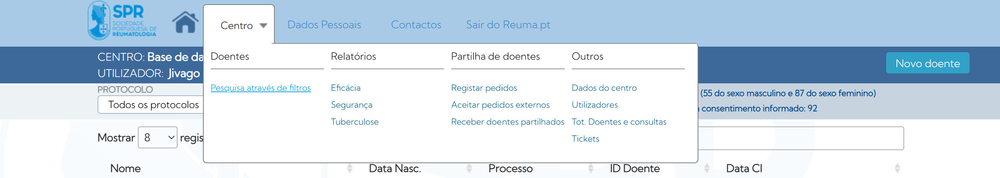 SPR
SOCIEDADE
PORTUGUESA DE
REUMATOLOGIA
Centro
Dados Pessoais
Contactos
Sair do Reuma.pt
CENTRO: Base de da
UTILIZADOR: Jivago
Novo doente
Doentes
Pesquisa através de filtros
Relatórios
Eficácia
Segurança
Tuberculose
Partilha de doentes
Registar pedidos
Aceitar pedidos externos
Receber doentes partilhados
Outros
Dados do centro
Utilizadores
Tot. Doentes e consultas
Tickets
PROTOCOLO
Todos os protocolos
(55 do sexo masculino e 87 do sexo feminino)
consentimento informado: 92
Mostrar 8 regis
Nome Data Nasc. Processo ID Doente Data CI